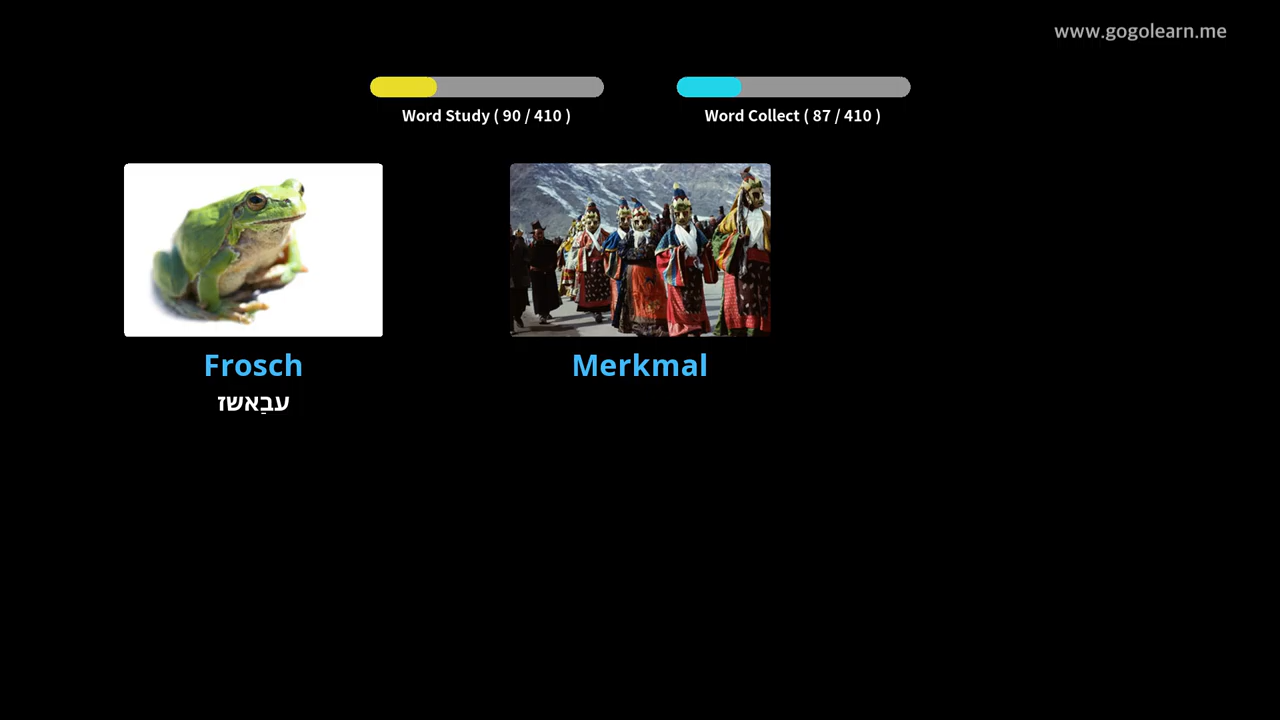 www.gogolearn.me
Word Study ( 90 / 410 )
Word Collect ( 87 / 410 )
Frosch
עבַאשז
Merkmal